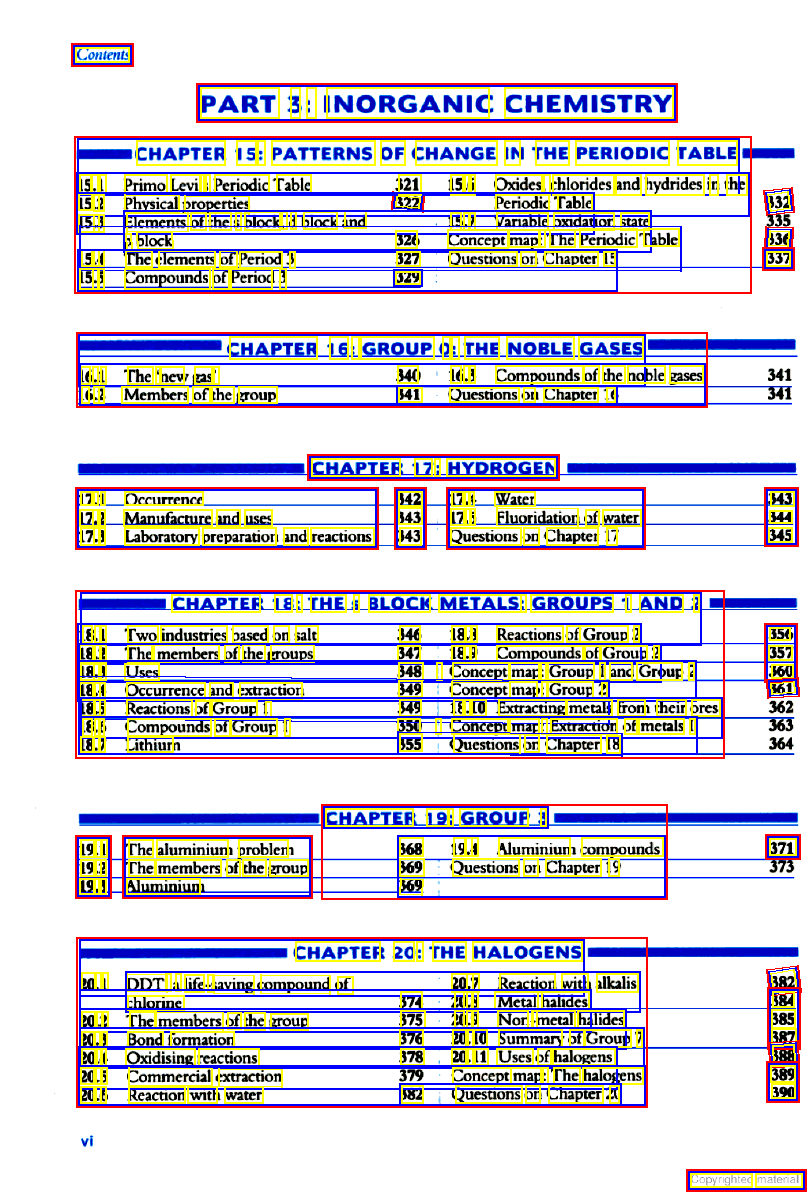 Contents
PART 3: INORGANIC CHEMISTRY
CHAPTER 15: PATTERNS OF CHANGE IN THE PERIODIC TABLE
15.1 Primo Levi's Periodic Table 321
15.2 Physical properties 322
15.3 Elements of the s block, d block and
p block 326
15.4 The elements of Period 3 327
15.5 Compounds of Period 3 329
15.6 Oxides, chlorides and hydrides in the
Periodic Table 332
15.7 Variable oxidation state 335
Concept map: The Periodic Table 336
Questions on Chapter 15 337
CHAPTER 16: GROUP 0: THE NOBLE GASES
16.1 The 'new gas' 340
16.2 Members of the group 341
16.3 Compounds of the noble gases 341
Questions on Chapter 16 341
CHAPTER 17: HYDROGEN
17.1 Occurrence 342
17.2 Manufacture and uses 343
17.3 Laboratory preparation and reactions 343
17.4 Water 343
17.5 Fluoridation of water 344
Questions on Chapter 17 345
CHAPTER 18: THE s BLOCK METALS: GROUPS 1 AND 2
18.1 Two industries based on salt 346
18.2 The members of the groups 347
18.3 Uses 348
18.4 Occurrence and extraction 349
18.5 Reactions of Group 1 349
18.6 Compounds of Group 1 350
18.7 Lithium 355
18.8 Reactions of Group 2 356
18.9 Compounds of Group 2 357
Concept map: Group 1 and Group 2 360
Concept map: Group 2 361
18.10 Extracting metals from their ores 362
Concept map: Extraction of metals 1 363
Questions on Chapter 18 364
CHAPTER 19: GROUP 3
19.1 The aluminium problem 368
19.2 The members of the group 369
19.3 Aluminium 369
19.4 Aluminium compounds 371
Questions on Chapter 19 373
CHAPTER 20: THE HALOGENS
20.1 DDT: a life-saving compound of
chlorine 374
20.2 The members of the group 375
20.3 Bond formation 376
20.4 Oxidising reactions 378
20.5 Commercial extraction 379
20.6 Reaction with water 382
20.7 Reaction with alkalis 382
20.8 Metal halides 384
20.9 Non-metal halides 385
20.10 Summary of Group 7 387
20.11 Uses of halogens 388
Concept map: The halogens 389
Questions on Chapter 20 390
vi
Copyrighted material